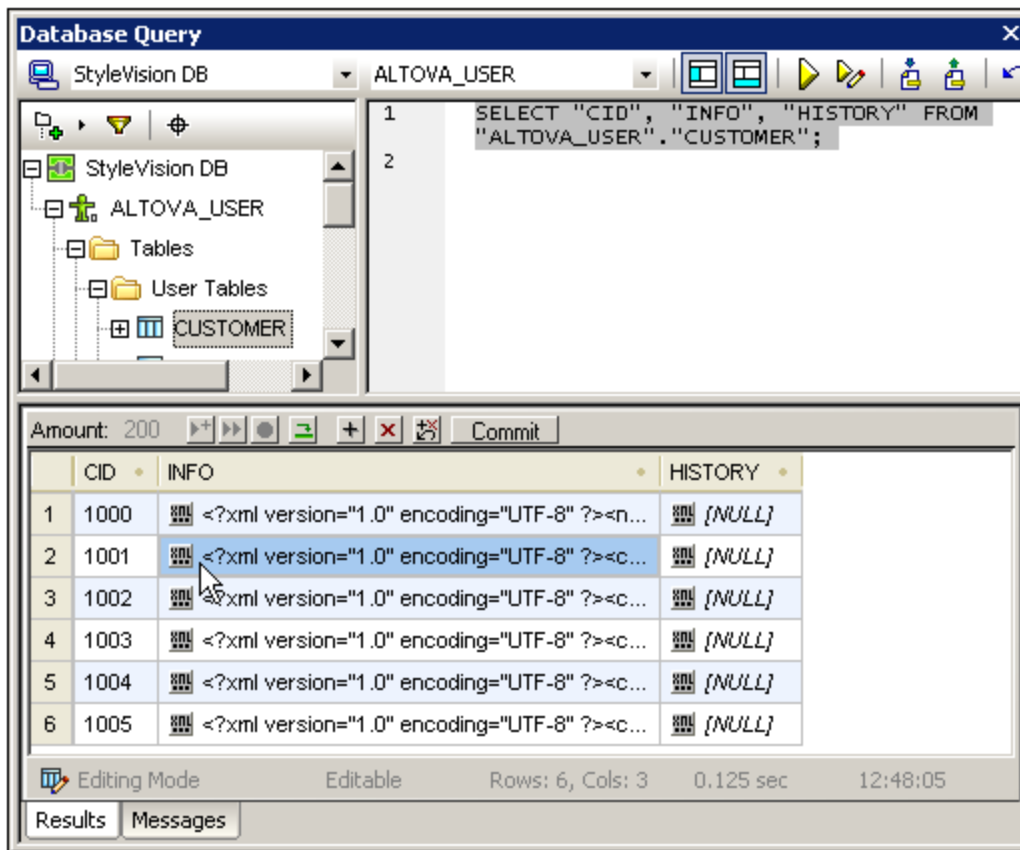 Database Query
StyleVision DB
ALTOVA_USER
StyleVision DB
ALTOVA_USER
Tables
User Tables
CUSTOMER
1 SELECT "CID", "INFO", "HISTORY" FROM
"ALTOVA_USER"."CUSTOMER";
2
Amount: 200 Commit
CID INFO HISTORY
1 1000 <?xml version="1.0" encoding="UTF-8" ?><n... [NULL]
2 1001 <?xml version="1.0" encoding="UTF-8" ?><c... [NULL]
3 1002 <?xml version="1.0" encoding="UTF-8" ?><c... [NULL]
4 1003 <?xml version="1.0" encoding="UTF-8" ?><c... [NULL]
5 1004 <?xml version="1.0" encoding="UTF-8" ?><c... [NULL]
6 1005 <?xml version="1.0" encoding="UTF-8" ?><c... [NULL]
Editing Mode Editable Rows: 6, Cols: 3 0.125 sec 12:48:05
Results Messages